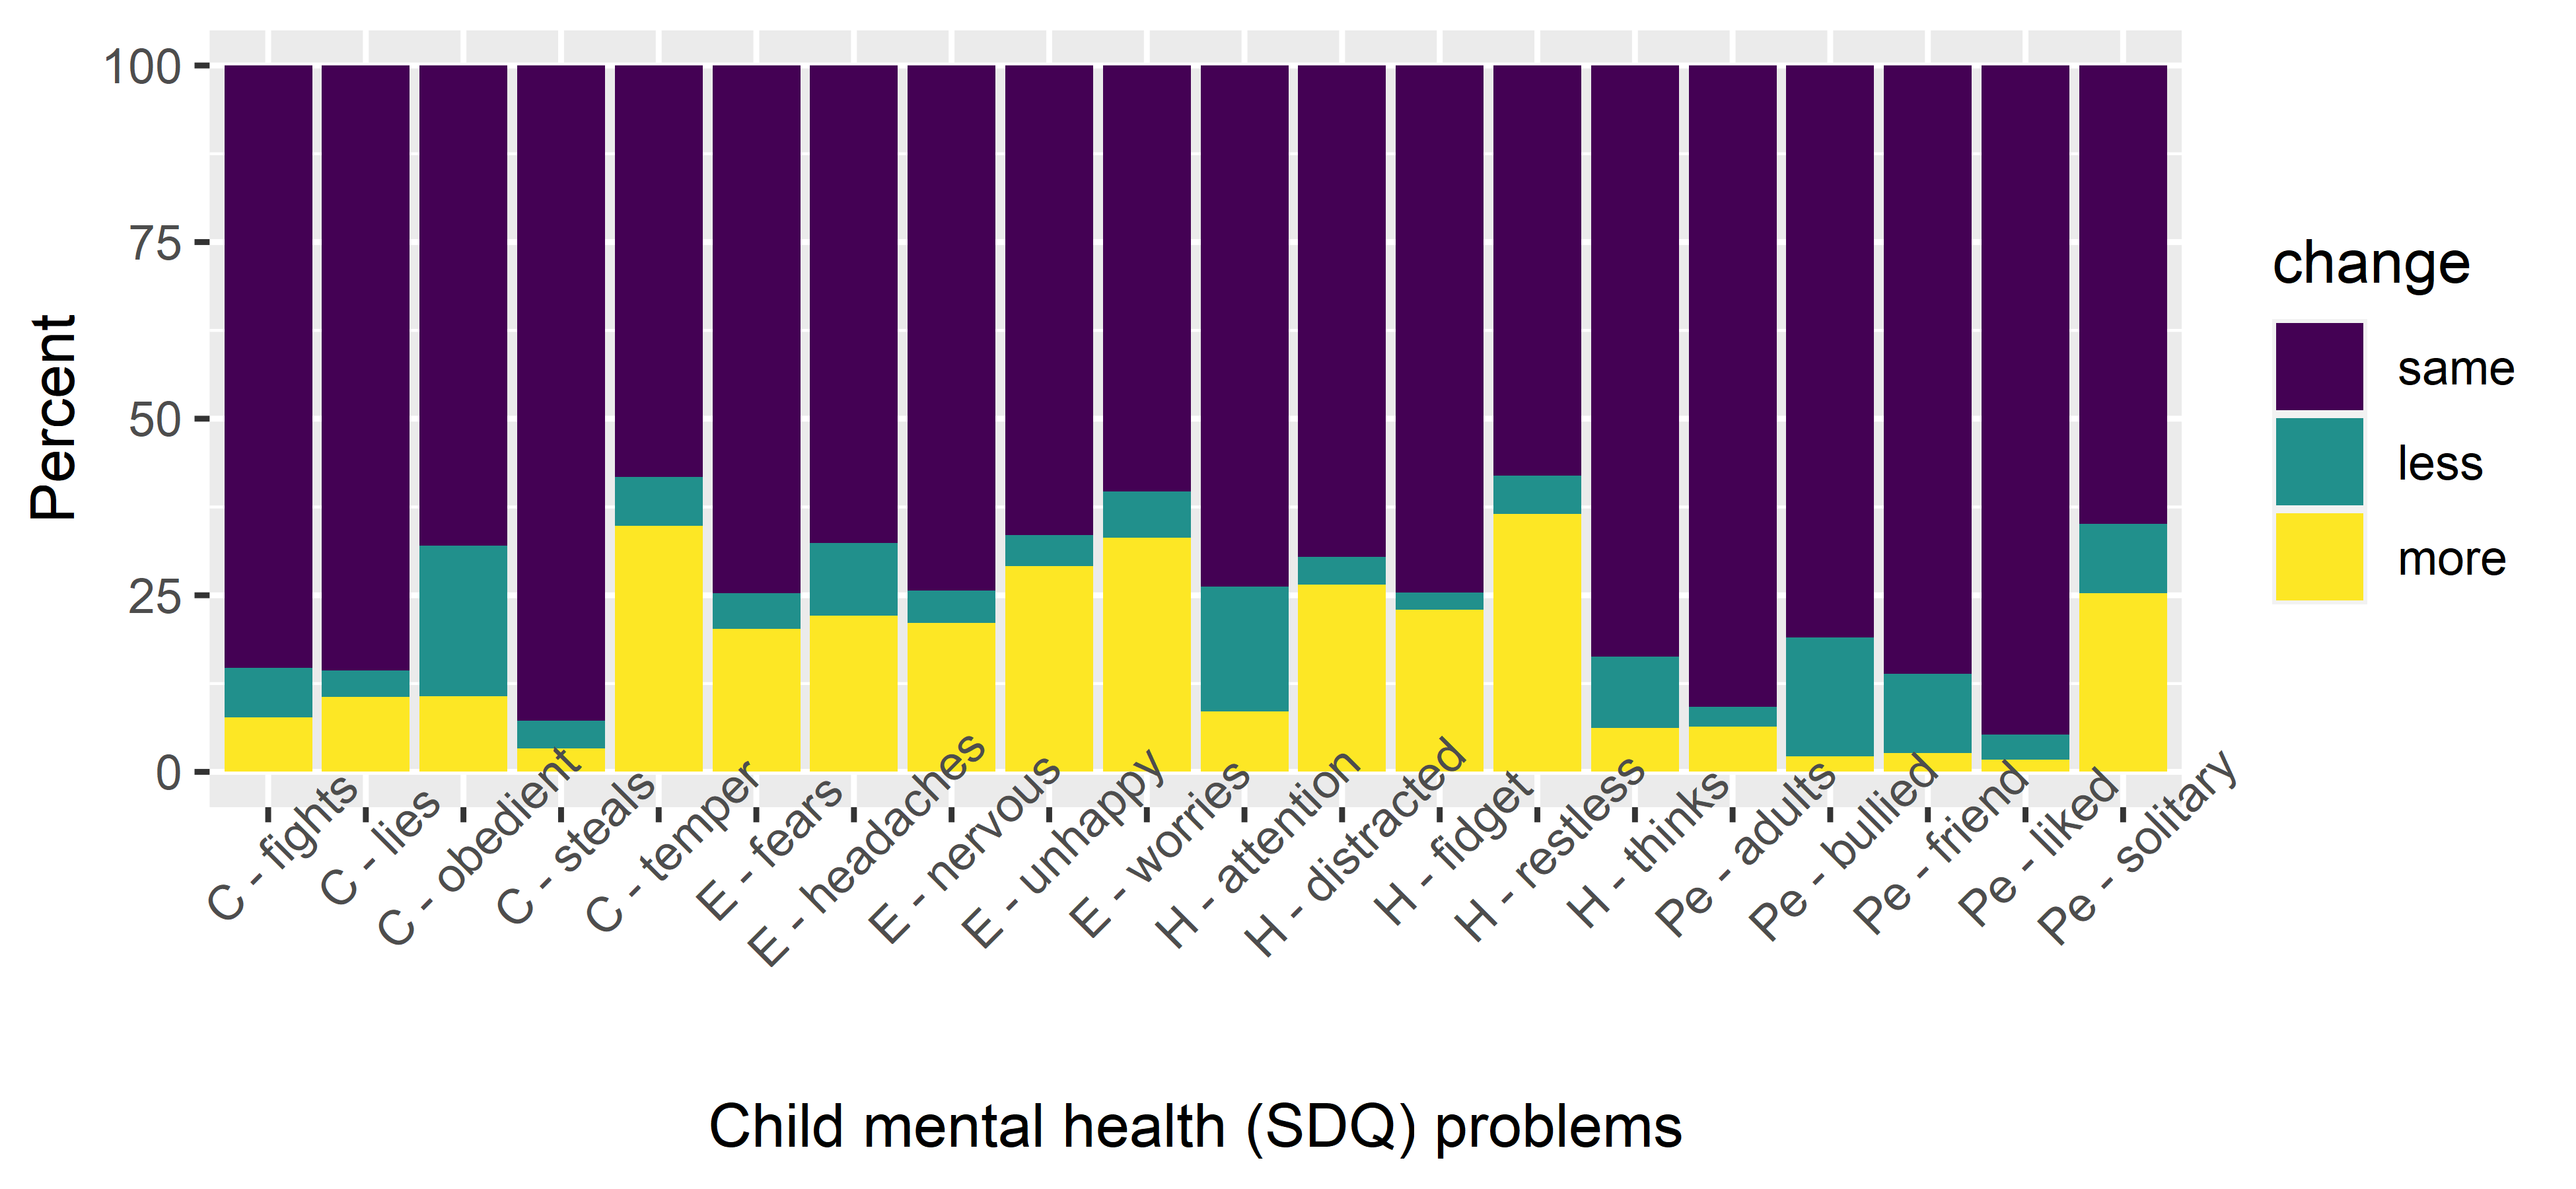 100
75
50
25
0
Percent
C - fights
C - lies
C - obedient
C - steals
C - temper
E - fears
E - headaches
E - nervous
E - unhappy
E - worries
H - attention
H - distracted
H - fidget
H - restless
H - thinks
Pe - adults
Pe - bullied
Pe - friend
Pe - liked
Pe - solitary
Child mental health (SDQ) problems
change
same
less
more